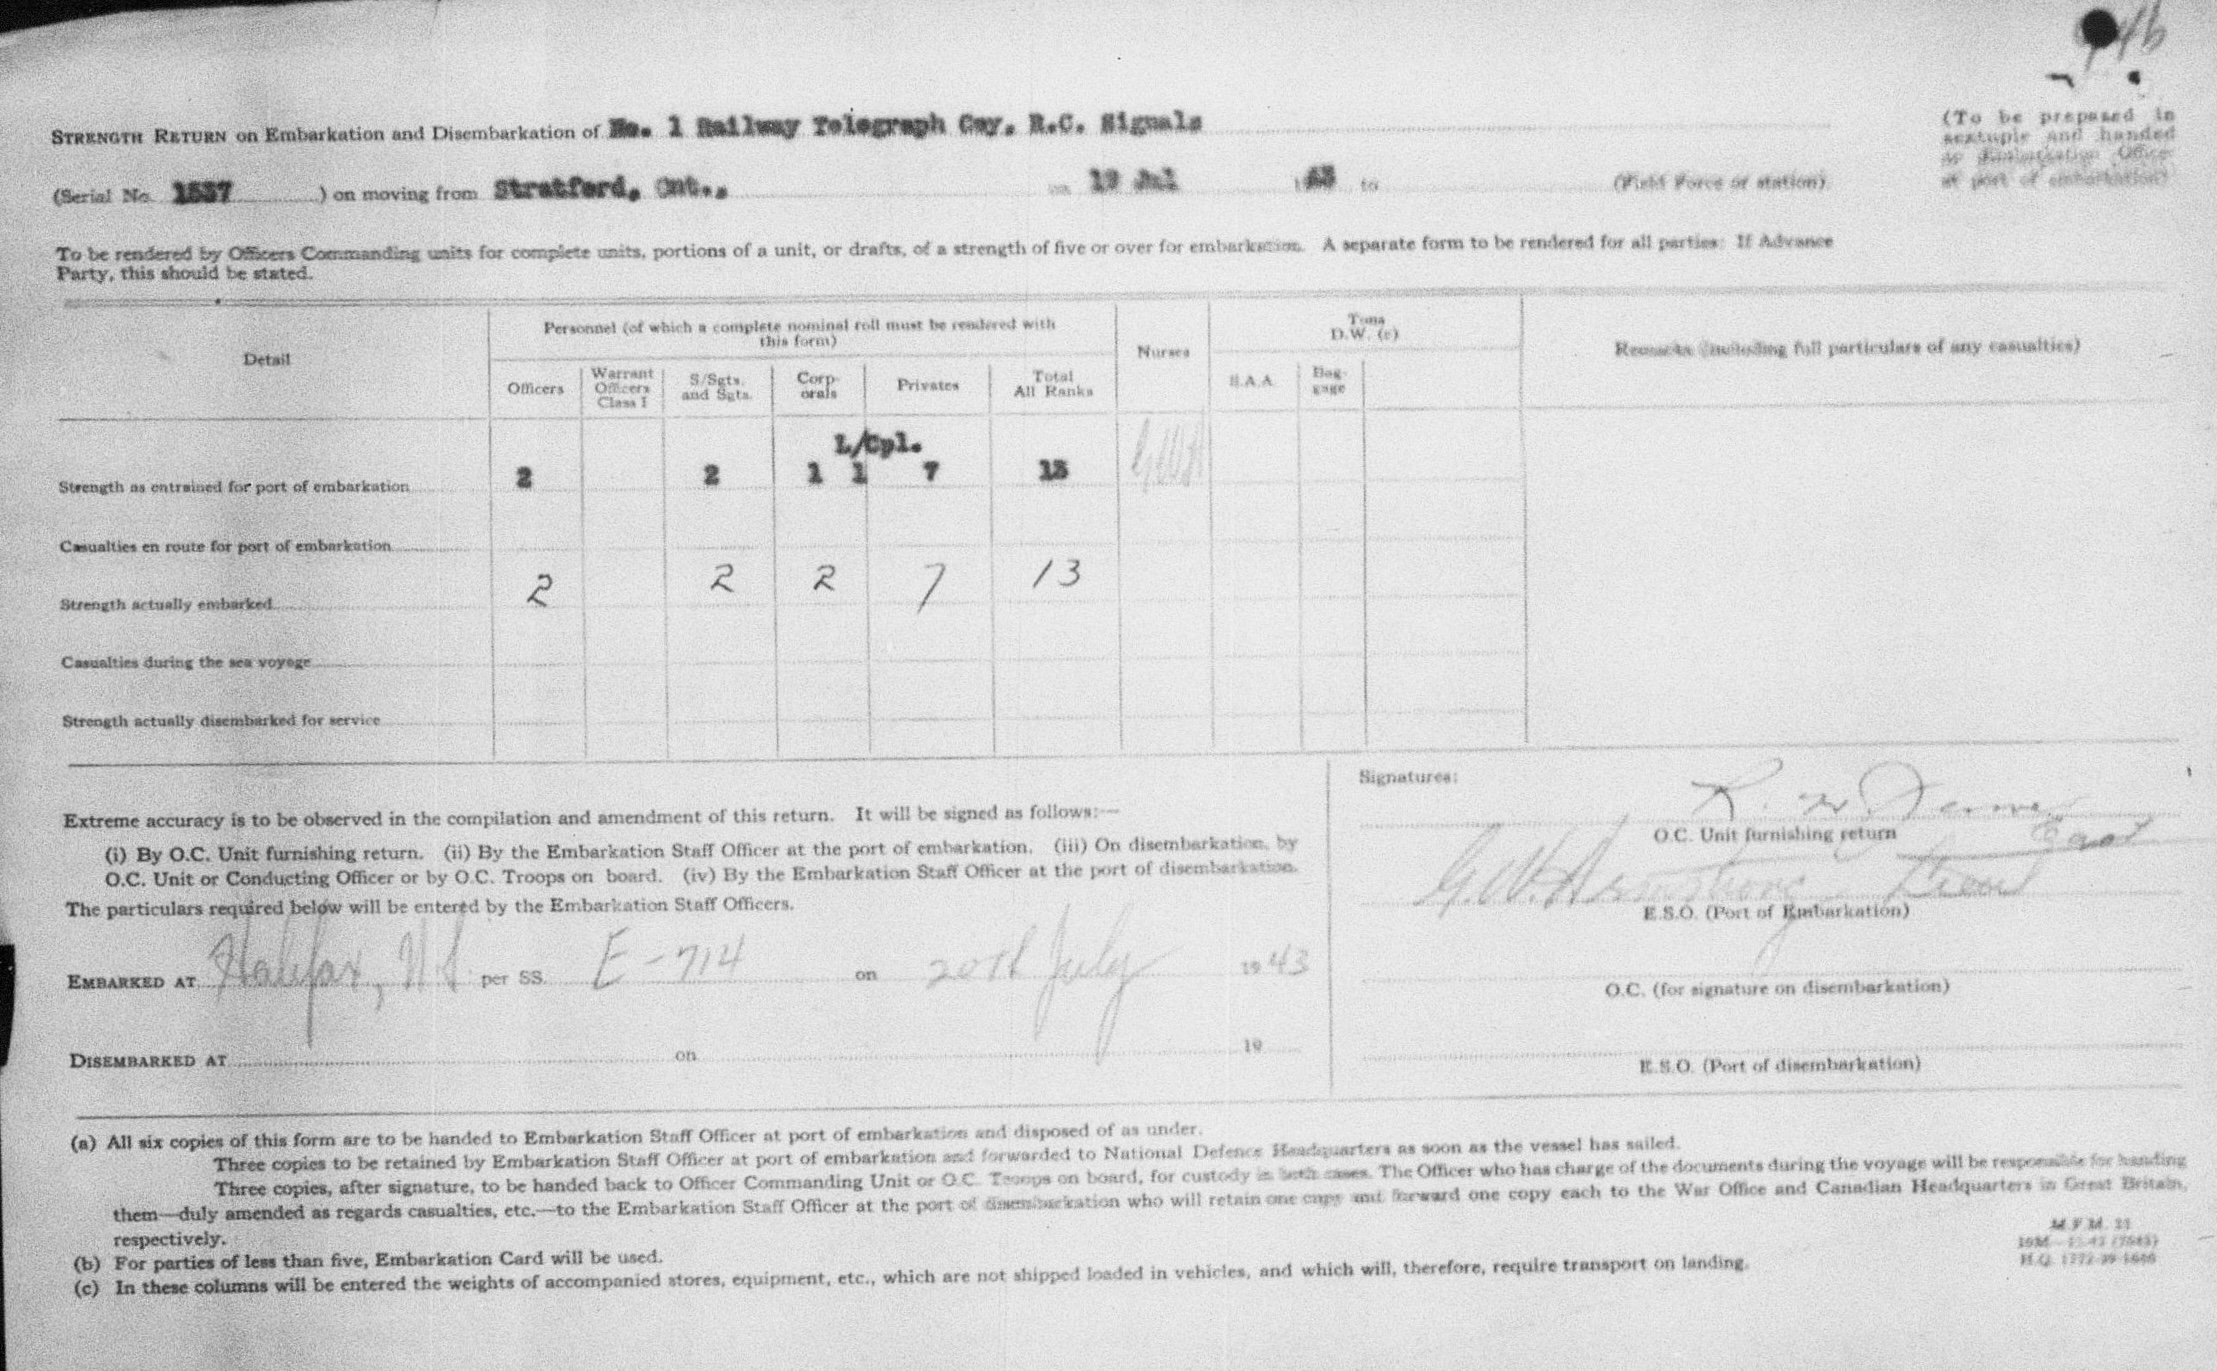 46
STRENGTH RETURN on Embarkation and Disembarkation of No. 1 Railway Telegraph Coy. R.C. Signals
(To be prepared in
sextuple and handed
to Embarkation Officer
at port of embarkation)
(Serial No. 1537 ) on moving from Stratford, Ont., on 19 Jul 1943 to (Field Force or station)
To be rendered by Officers Commanding units for complete units, portions of a unit, or drafts, of a strength of five or over for embarkation. A separate form to be rendered for all parties: If Advance
Party, this should be stated.
Detail
Personnel (of which a complete nominal roll must be rendered with
this form)
Nurses
Tons
D.W. (c)
Remarks (including full particulars of any casualties)
Officers
Warrant
Officers
Class I
S/Sgts.
and Sgts.
Corp-
orals
Privates
Total
All Ranks
S.A.A.
Bag-
gage
L/Cpl.
Strength as entrained for port of embarkation 2 2 1 1 7 13
Casualties en route for port of embarkation
Strength actually embarked 2 2 2 7 13
Casualties during the sea voyage
Strength actually disembarked for service
Extreme accuracy is to be observed in the compilation and amendment of this return. It will be signed as follows:—
(i) By O.C. Unit furnishing return. (ii) By the Embarkation Staff Officer at the port of embarkation. (iii) On disembarkation, by
O.C. Unit or Conducting Officer or by O.C. Troops on board. (iv) By the Embarkation Staff Officer at the port of disembarkation.
The particulars required below will be entered by the Embarkation Staff Officers.
EMBARKED AT Halifax, N.S. per SS. E-714 on 20th July 1943
DISEMBARKED AT on 19
Signatures:
R. W.
O.C. Unit furnishing return
G.W. Armstrong
E.S.O. (Port of Embarkation)
O.C. (for signature on disembarkation)
E.S.O. (Port of disembarkation)
(a) All six copies of this form are to be handed to Embarkation Staff Officer at port of embarkation and disposed of as under.
Three copies to be retained by Embarkation Staff Officer at port of embarkation and forwarded to National Defence Headquarters as soon as the vessel has sailed.
Three copies, after signature, to be handed back to Officer Commanding Unit or O.C. Troops on board, for custody in both cases. The Officer who has charge of the documents during the voyage will be responsible for handing
them—duly amended as regards casualties, etc.—to the Embarkation Staff Officer at the port of disembarkation who will retain one copy and forward one copy each to the War Office and Canadian Headquarters in Great Britain,
respectively.
(b) For parties of less than five, Embarkation Card will be used.
(c) In these columns will be entered the weights of accompanied stores, equipment, etc., which are not shipped loaded in vehicles, and which will, therefore, require transport on landing.
M.F.M. 21
H.Q. 1772-39-1666